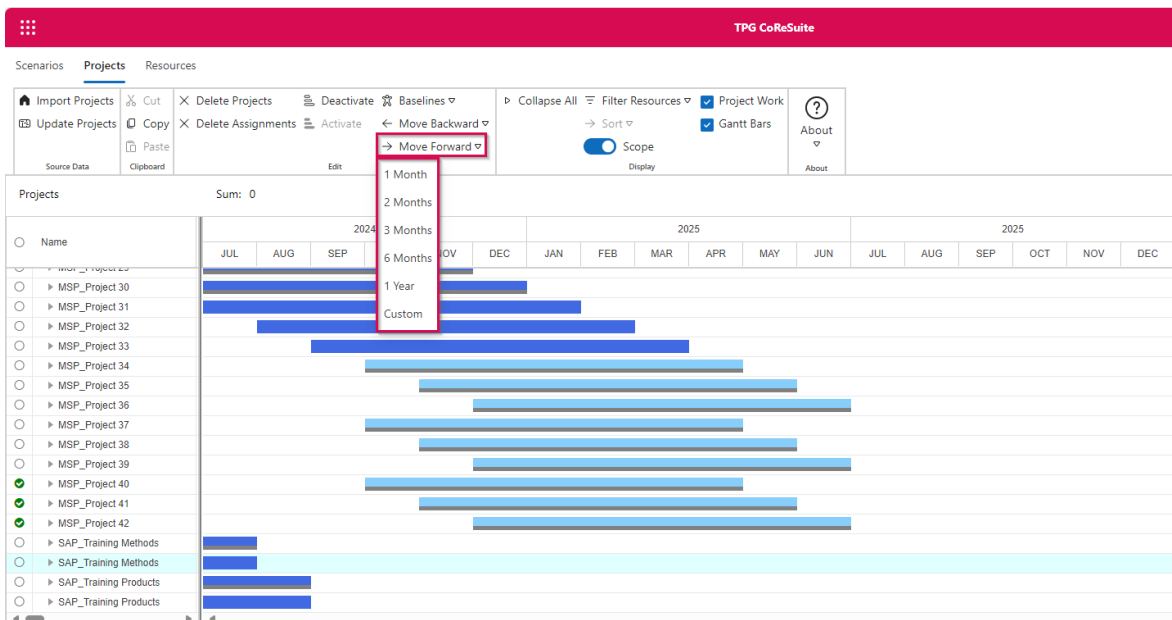 TPG CoReSuite
Scenarios Projects Resources
Import Projects Cut Delete Projects Deactivate Baselines Collapse All Filter Resources Project Work
Update Projects Copy Delete Assignments Activate Move Backward Sort Gantt Bars About
Paste Move Forward Scope
Source Data Clipboard Edit Display About
1 Month
2 Months
3 Months
6 Months
1 Year
Custom
Projects Sum: 0
Name
2024 2025 2025
JUL AUG SEP DEC JAN FEB MAR APR MAY JUN JUL AUG SEP OCT NOV DEC
MSP_Project 30
MSP_Project 31
MSP_Project 32
MSP_Project 33
MSP_Project 34
MSP_Project 35
MSP_Project 36
MSP_Project 37
MSP_Project 38
MSP_Project 39
MSP_Project 40
MSP_Project 41
MSP_Project 42
SAP_Training Methods
SAP_Training Methods
SAP_Training Products
SAP_Training Products